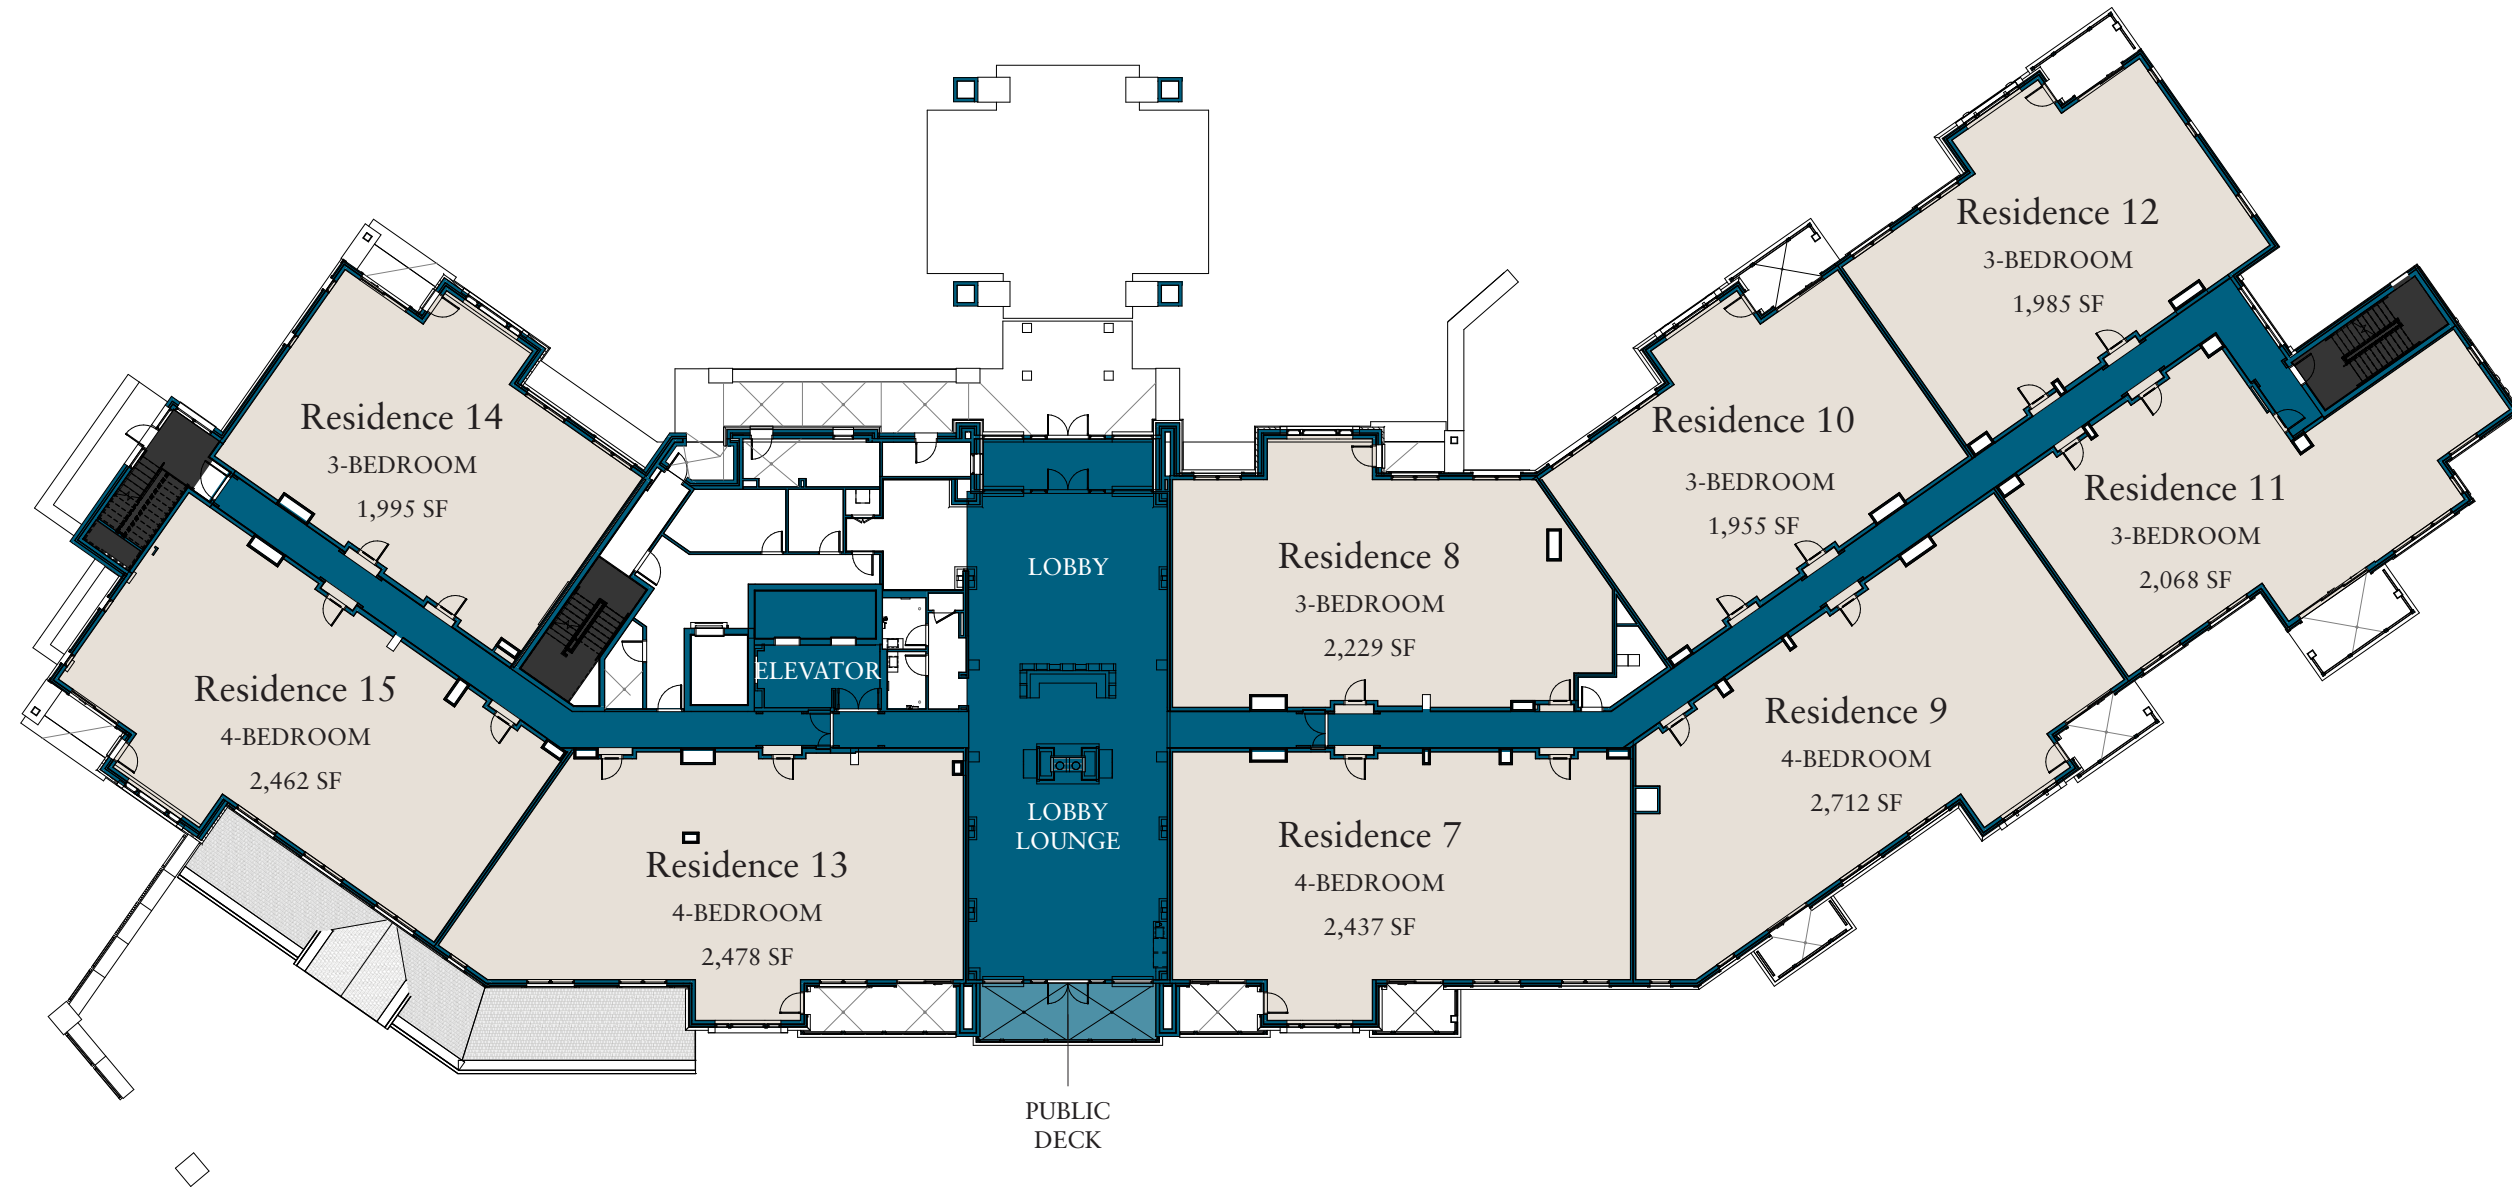 Residence 12
3-BEDROOM
1,985 SF
Residence 14
3-BEDROOM
1,995 SF
Residence 10
3-BEDROOM
1,955 SF
Residence 11
3-BEDROOM
2,068 SF
LOBBY
Residence 8
3-BEDROOM
2,229 SF
ELEVATOR
Residence 15
4-BEDROOM
2,462 SF
Residence 9
4-BEDROOM
2,712 SF
LOBBY
LOUNGE
Residence 7
4-BEDROOM
2,437 SF
Residence 13
4-BEDROOM
2,478 SF
PUBLIC
DECK